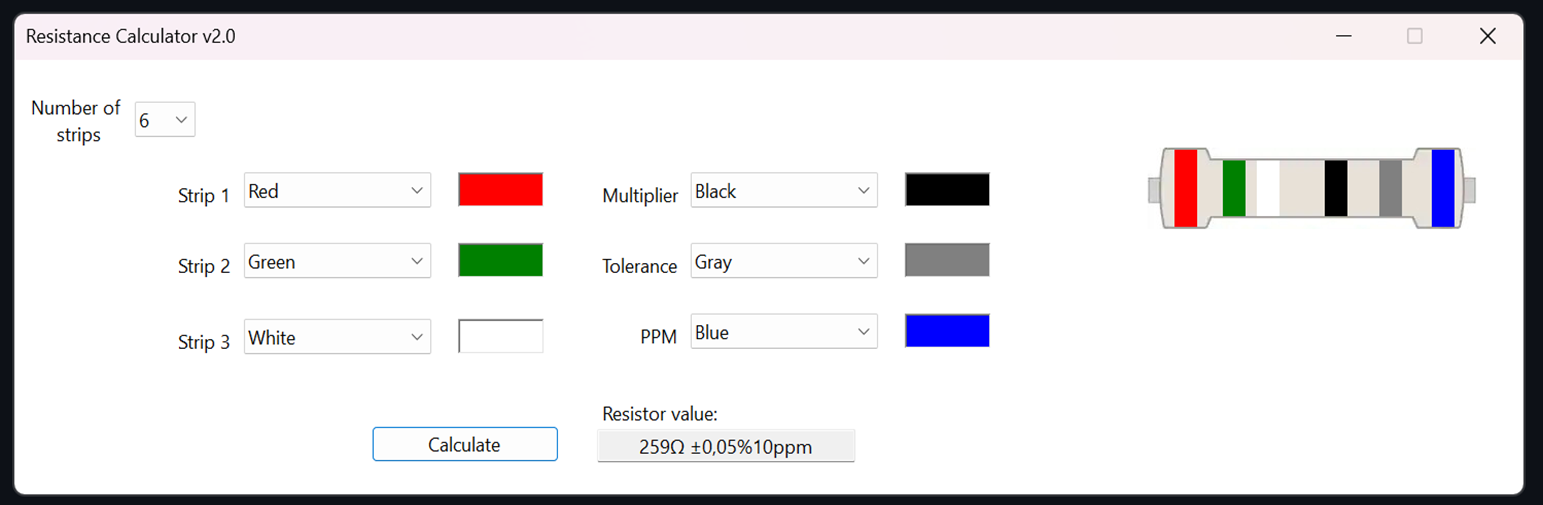 Resistance Calculator v2.0
Number of
strips
6
Strip 1
Red
Multiplier
Black
Strip 2
Green
Tolerance
Gray
Strip 3
White
PPM
Blue
Resistor value:
Calculate
259Ω ±0,05%10ppm